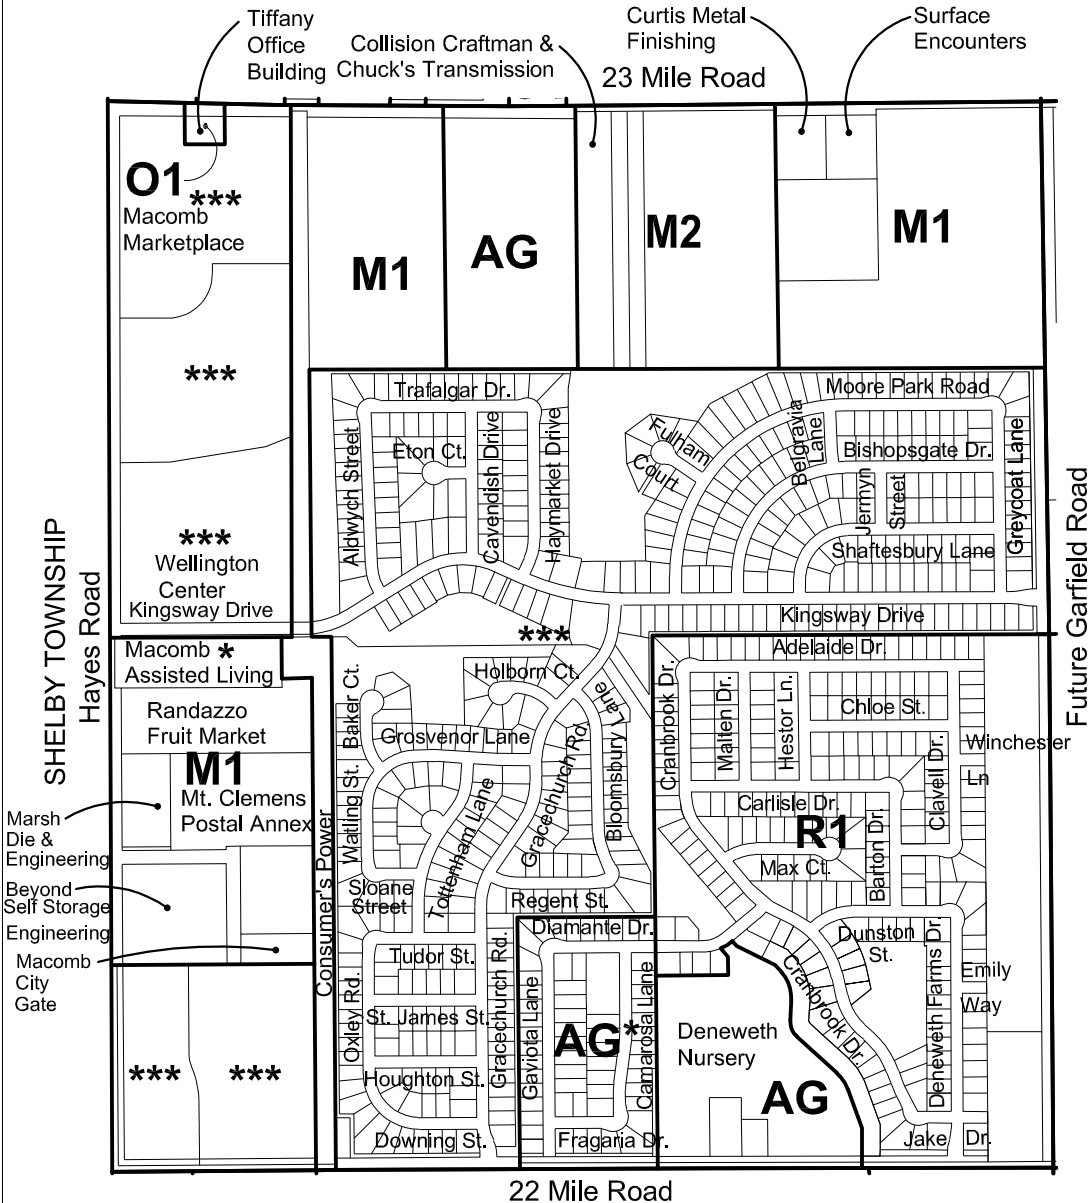 Tiffany
Office
Building
Collision Craftman &
Chuck's Transmission
Curtis Metal
Finishing
Surface
Encounters
23 Mile Road
O1
***
Macomb
Marketplace
M1
AG
M2
M1
***
***
Wellington
Center
Kingsway Drive
SHELBY TOWNSHIP
Hayes Road
Future Garfield Road
Trafalgar Dr.
Eton Ct.
Aldwych Street
Cavendish Drive
Haymarket Drive
Fulham
Court
Belgravia
Lane
Moore Park Road
Bishopsgate Dr.
Jermyn
Street
Greycoat Lane
Shaftesbury Lane
Kingsway Drive
***
Macomb *
Assisted Living
Randazzo
Fruit Market
M1
Mt. Clemens
Postal Annex
Marsh
Die &
Engineering
Beyond
Self Storage
Engineering
Macomb
City
Gate
Consumer's Power
*** ***
Holborn Ct.
Baker Ct.
Grosvenor Lane
Watling St.
Tottenham Lane
Gracechurch Rd.
Bloomsbury Lane
Sloane
Street
Regent St.
Tudor St.
Oxley Rd.
St. James St.
Gracechurch Rd.
Houghton St.
Downing St.
Adelaide Dr.
Cranbrook Dr.
Malten Dr.
Hestor Ln.
Chloe St.
Winchester
Ln
Clavell Dr.
Carlisle Dr.
R1
Max Ct.
Barton Dr.
Diamante Dr.
Dunston
St.
Gaviota Lane
AG*
Camarosa Lane
Fragaria Dr.
Deneweth
Nursery
AG
Cranbrook Dr.
Deneweth Farms Dr.
Emily
Way
Jake Dr.
22 Mile Road